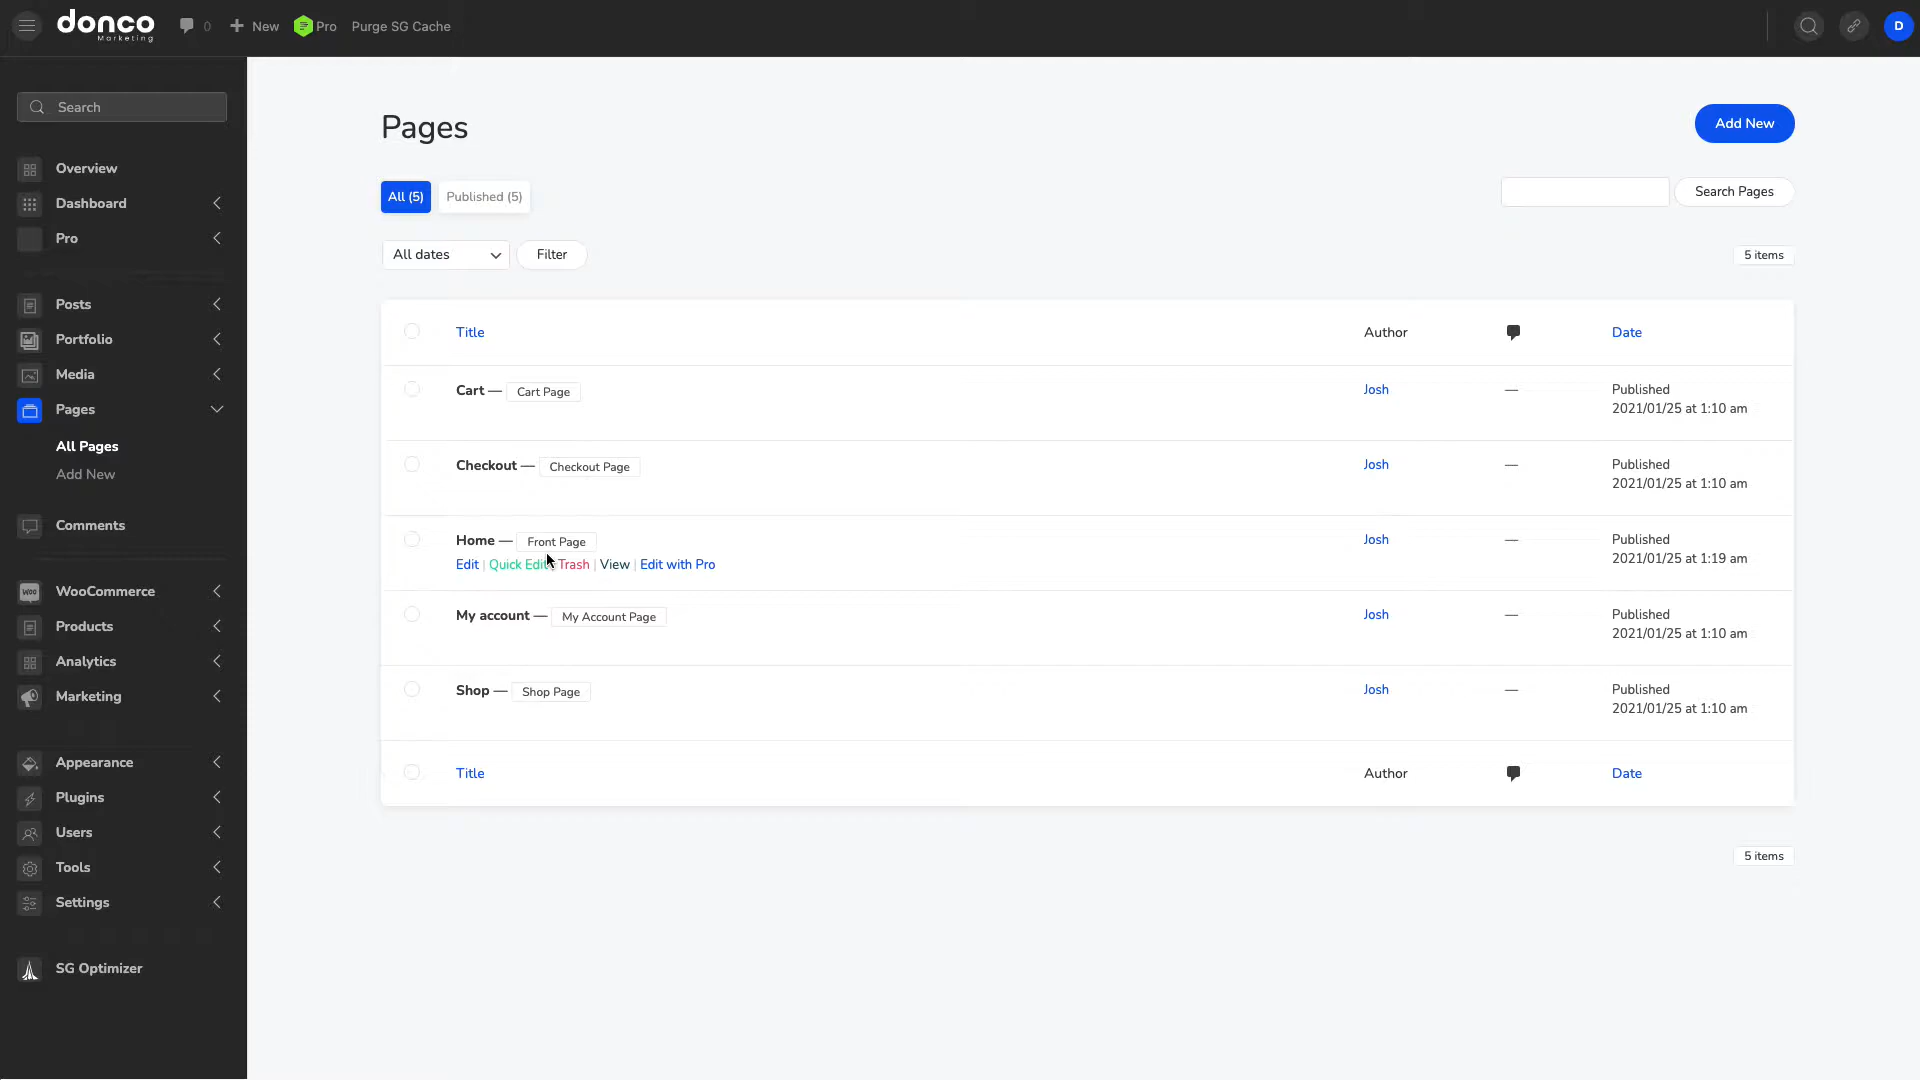 donco
Marketing
0
New
Pro
Purge SG Cache
D
Search
Overview
Dashboard
Pro
Posts
Portfolio
Media
Pages
All Pages
Add New
Comments
WOO WooCommerce
Products
Analytics
Marketing
Appearance
Plugins
Users
Tools
Settings
SG Optimizer
Pages
Add New
All (5)
Published (5)
Search Pages
All dates
Filter
5 items
Title Author Date
Cart — Cart Page Josh — Published
2021/01/25 at 1:10 am
Checkout — Checkout Page Josh — Published
2021/01/25 at 1:10 am
Home — Front Page Josh — Published
2021/01/25 at 1:19 am
Edit | Quick Edit | Trash | View | Edit with Pro
My account — My Account Page Josh — Published
2021/01/25 at 1:10 am
Shop — Shop Page Josh — Published
2021/01/25 at 1:10 am
Title Author Date
5 items